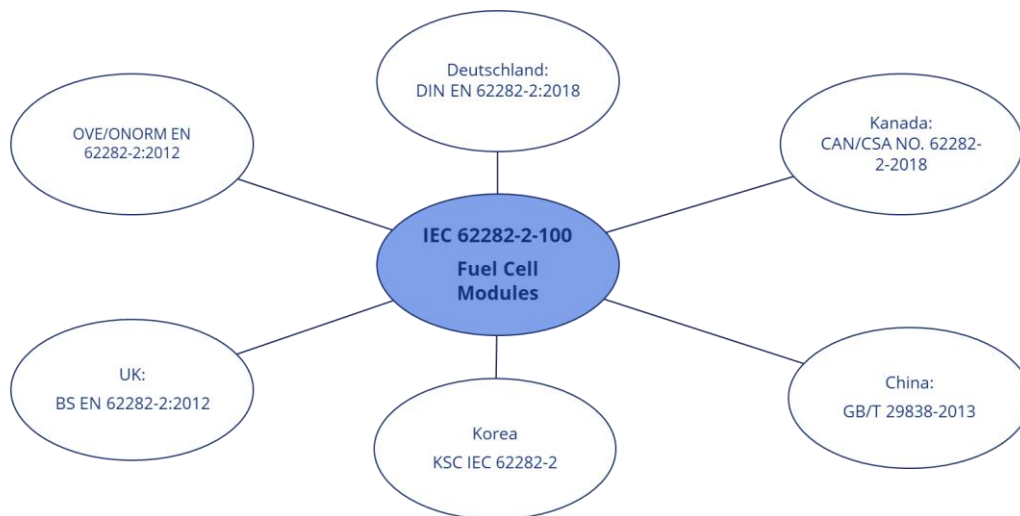 Deutschland:
DIN EN 62282-2:2018
OVE/ONORM EN
62282-2:2012
Kanada:
CAN/CSA NO. 62282-
2-2018
IEC 62282-2-100
Fuel Cell
Modules
UK:
BS EN 62282-2:2012
Korea
KSC IEC 62282-2
China:
GB/T 29838-2013